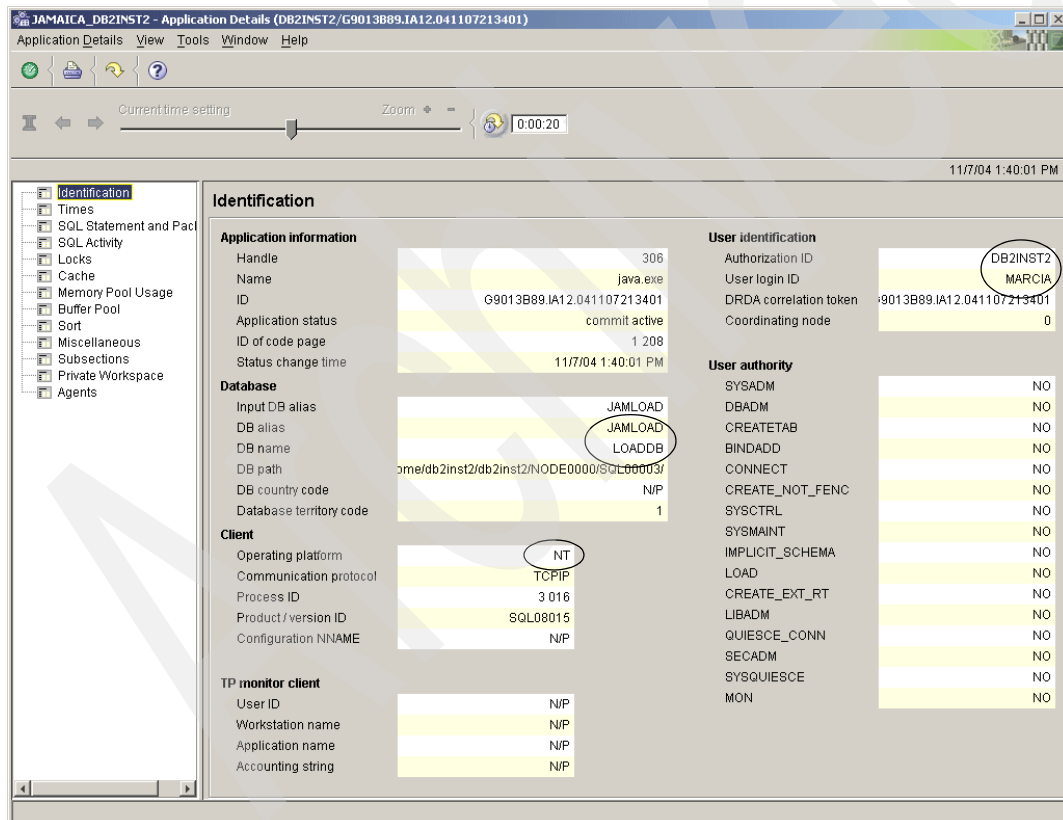 JAMAICA_DB2INST2 - Application Details (DB2INST2/G9013B89.IA12.041107213401)
Application Details View Tools Window Help
Current time setting
Zoom + -
0:00:20
11/7/04 1:40:01 PM
Identification
Times
SQL Statement and Pacl
SQL Activity
Locks
Cache
Memory Pool Usage
Buffer Pool
Sort
Miscellaneous
Subsections
Private Workspace
Agents
Identification
Application information
Handle 306
Name java.exe
ID G9013B89.IA12.041107213401
Application status commit active
ID of code page 1 208
Status change time 11/7/04 1:40:01 PM
Database
Input DB alias JAMLOAD
DB alias JAMLOAD
DB name LOADDB
DB path ome/db2inst2/db2inst2/NODE0000/SQL00003/
DB country code N/P
Database territory code 1
Client
Operating platform NT
Communication protocol TCPIP
Process ID 3 016
Product / version ID SQL08015
Configuration NNAME N/P
TP monitor client
User ID N/P
Workstation name N/P
Application name N/P
Accounting string N/P
User identification
Authorization ID DB2INST2
User login ID MARCIA
DRDA correlation token 9013B89.IA12.041107213401
Coordinating node 0
User authority
SYSADM NO
DBADM NO
CREATETAB NO
BINDADD NO
CONNECT NO
CREATE_NOT_FENC NO
SYSCTRL NO
SYSMAINT NO
IMPLICIT_SCHEMA NO
LOAD NO
CREATE_EXT_RT NO
LIBADM NO
QUIESCE_CONN NO
SECADM NO
SYSQUIESCE NO
MON NO